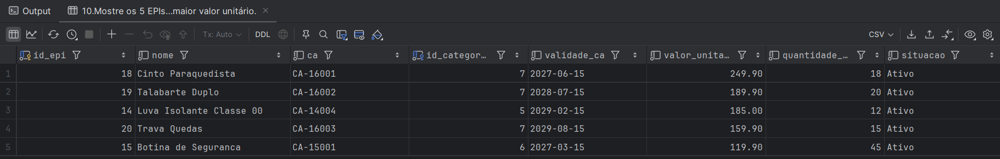 Output 10.Mostre os 5 EPIs...maior valor unitário.
Tx: Auto DDL CSV
id_epi nome ca id_categor... validade_ca valor_unita... quantidade_... situacao
1 18 Cinto Paraquedista CA-16001 7 2027-06-15 249.90 18 Ativo
2 19 Talabarte Duplo CA-16002 7 2028-07-15 189.90 20 Ativo
3 14 Luva Isolante Classe 00 CA-14004 5 2029-02-15 185.00 12 Ativo
4 20 Trava Quedas CA-16003 7 2029-08-15 159.90 15 Ativo
5 15 Botina de Seguranca CA-15001 6 2027-03-15 119.90 45 Ativo